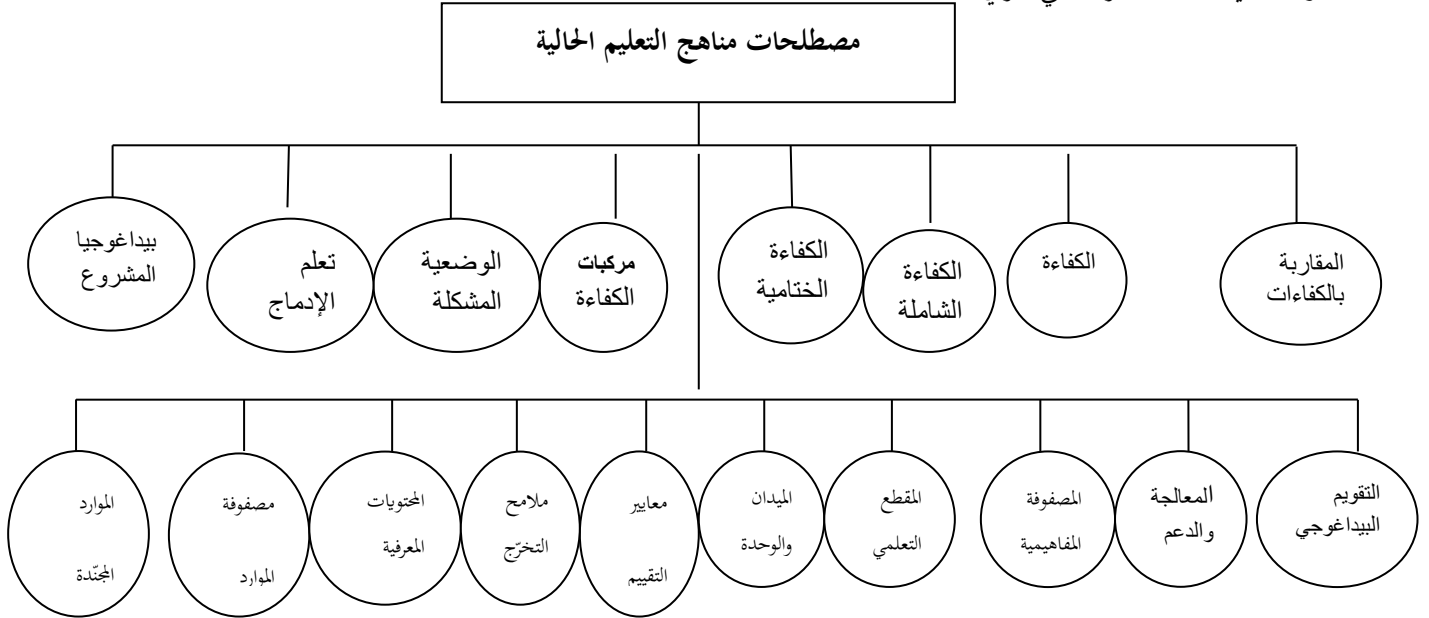 مصطلحات مناهج التعليم الحالية
المقاربة
بالكفاءات
الكفاءة
الكفاءة
الشاملة
الكفاءة
الختامية
مركبات
الكفاءة
الوضعية
المشكلة
تعلم
الإدماج
بيداغوجيا
المشروع
التقويم
البيداغوجي
المعالجة
والدعم
المصفوفة
المفاهيمية
المقطع
التعلمي
الميدان
والوحدة
معايير
التقييم
ملامح
التخرّج
المحتويات
المعرفية
مصفوفة
الموارد
الموارد
المجنّدة